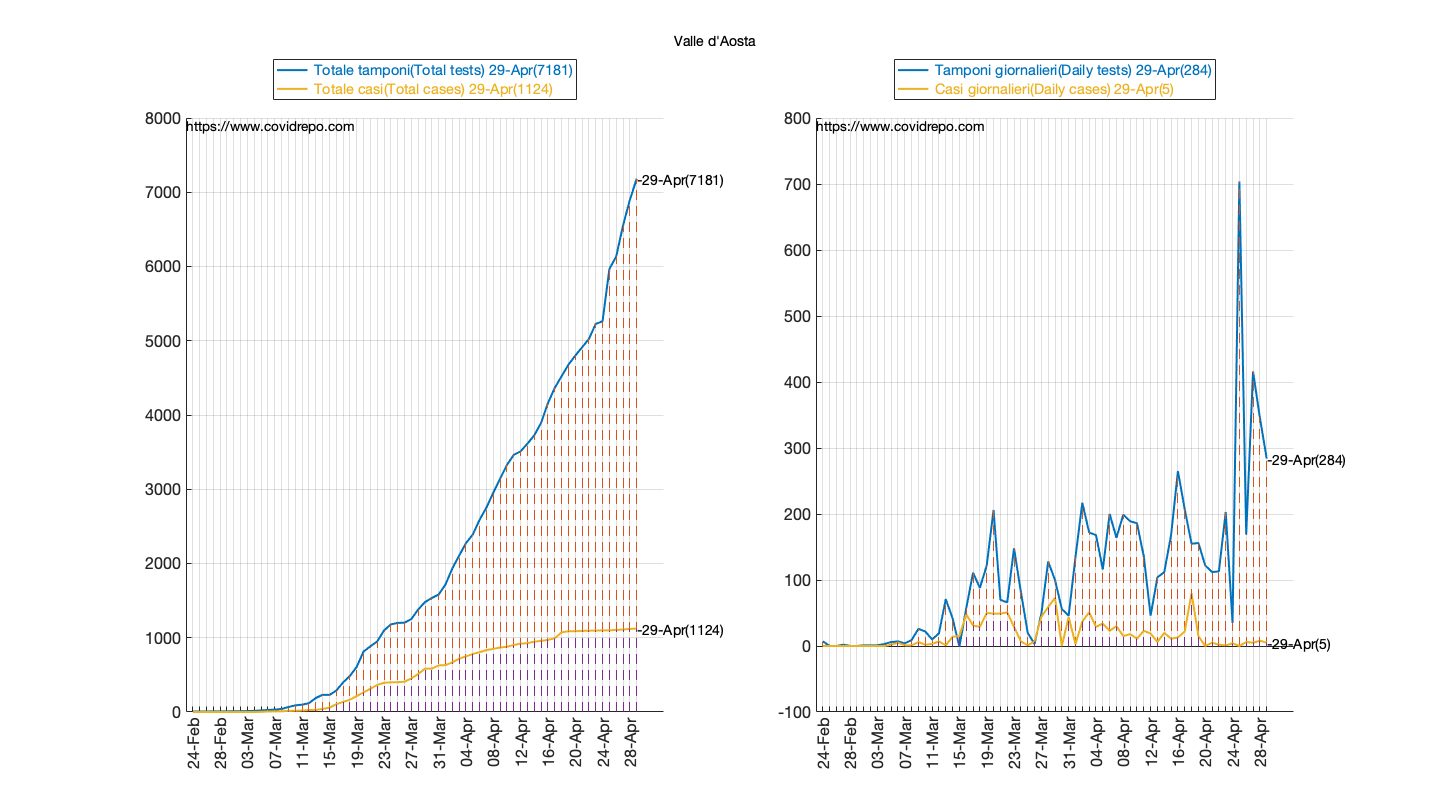 Valle d'Aosta
Totale tamponi(Total tests) 29-Apr(7181)
Totale casi(Total cases) 29-Apr(1124)
https://www.covidrepo.com
8000
7000
6000
5000
4000
3000
2000
1000
0
-29-Apr(7181)
-29-Apr(1124)
24-Feb
28-Feb
03-Mar
07-Mar
11-Mar
15-Mar
19-Mar
23-Mar
27-Mar
31-Mar
04-Apr
08-Apr
12-Apr
16-Apr
20-Apr
24-Apr
28-Apr
Tamponi giornalieri(Daily tests) 29-Apr(284)
Casi giornalieri(Daily cases) 29-Apr(5)
https://www.covidrepo.com
800
700
600
500
400
300
200
100
0
-100
-29-Apr(284)
-29-Apr(5)
24-Feb
28-Feb
03-Mar
07-Mar
11-Mar
15-Mar
19-Mar
23-Mar
27-Mar
31-Mar
04-Apr
08-Apr
12-Apr
16-Apr
20-Apr
24-Apr
28-Apr